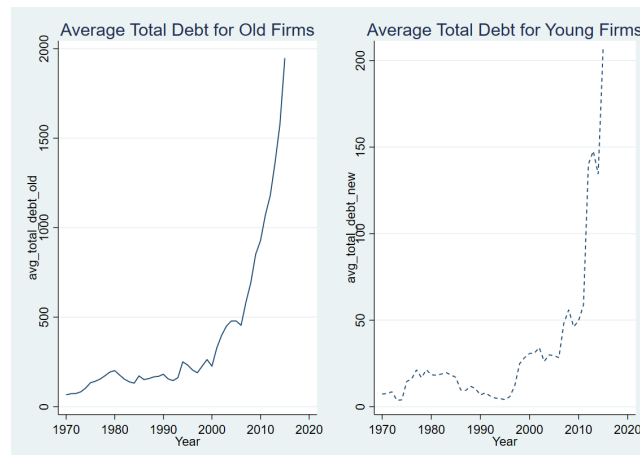 Average Total Debt for Old Firms
avg_total_debt_old
2000
1500
1000
500
0
1970 1980 1990 2000 2010 2020
Year
Average Total Debt for Young Firms
avg_total_debt_new
200
150
100
50
0
1970 1980 1990 2000 2010 2020
Year